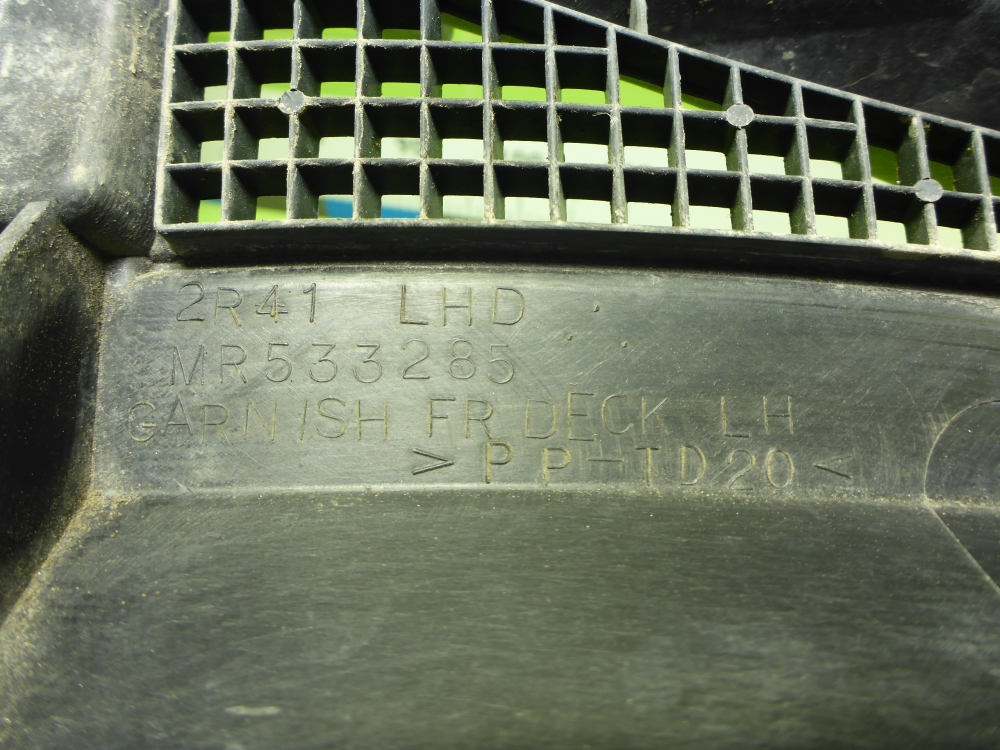 2R41 LHD
MR533285
GARNISH FR DECK LH
>PP-TD20<